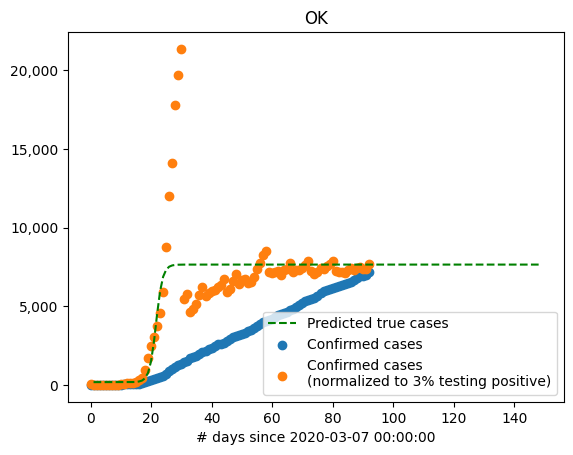 OK
20,000
15,000
10,000
5,000
0
Predicted true cases
Confirmed cases
Confirmed cases
(normalized to 3% testing positive)
0 20 40 60 80 100 120 140
# days since 2020-03-07 00:00:00